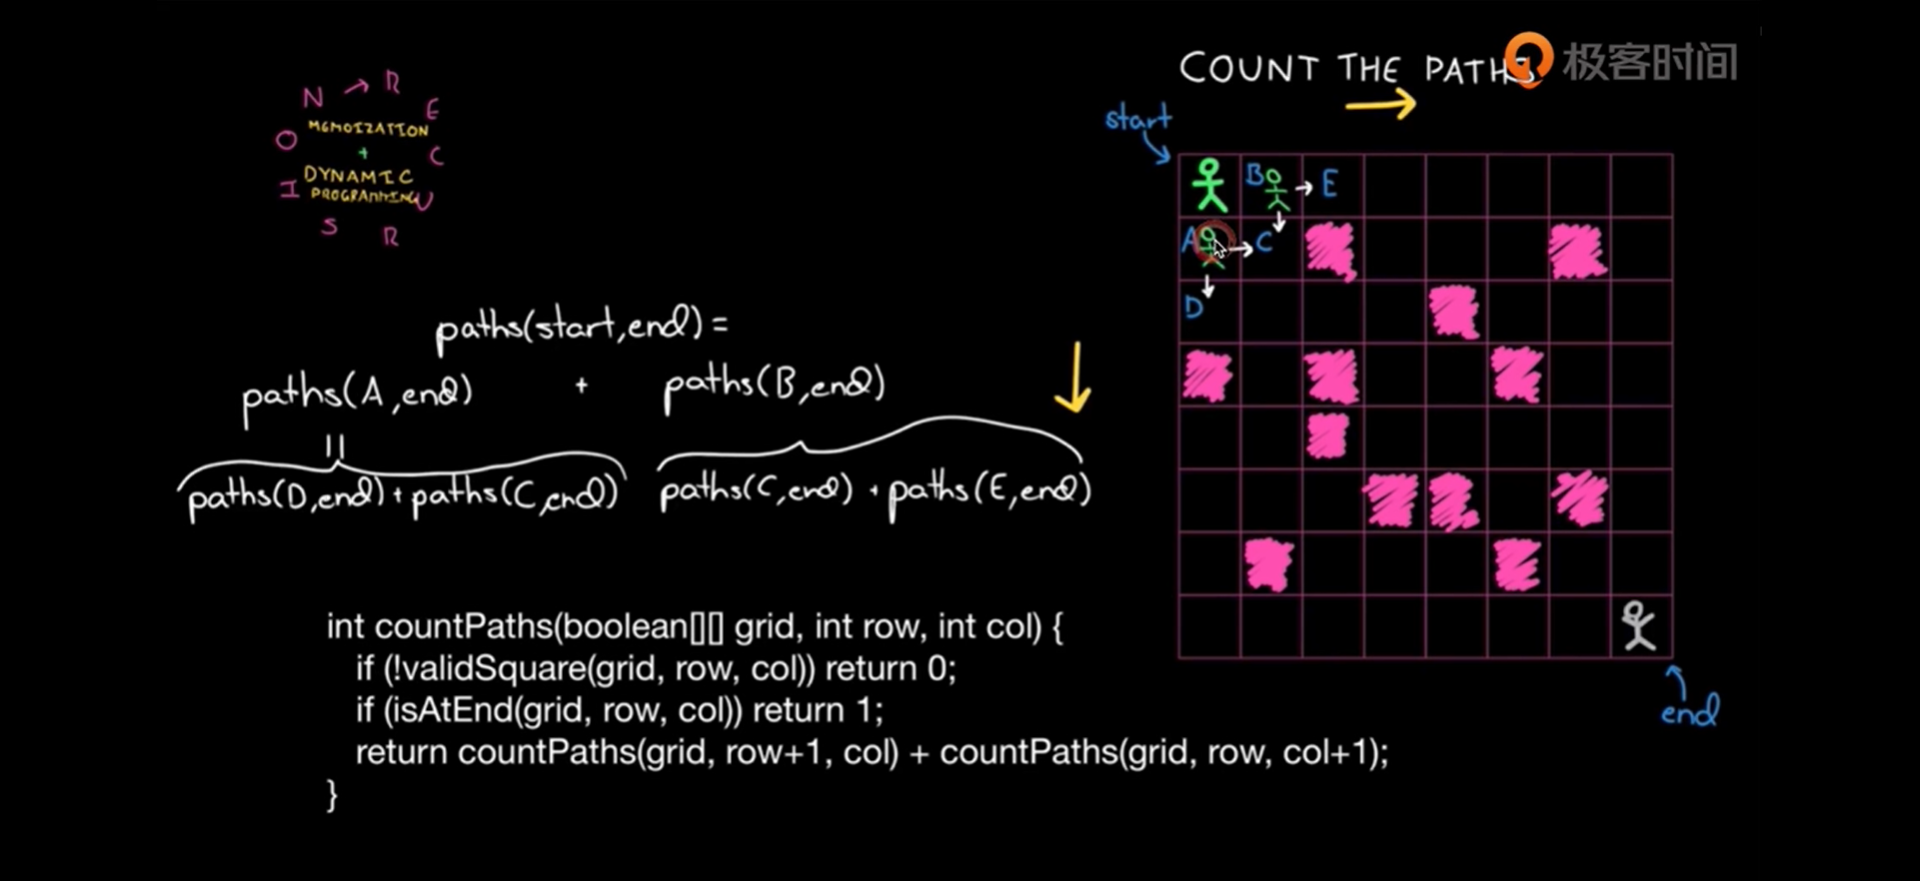 COUNT THE PATHS
极客时间
start
N → R E C U R S I O N
MEMOIZATION
+
DYNAMIC
PROGRAMMING
B → E
A → C
D
paths(start,end) =
paths(A,end) + paths(B,end)
||
paths(D,end) + paths(C,end) paths(C,end) + paths(E,end)
int countPaths(boolean[][] grid, int row, int col) {
if (!validSquare(grid, row, col)) return 0;
if (isAtEnd(grid, row, col)) return 1;
return countPaths(grid, row+1, col) + countPaths(grid, row, col+1);
}
end